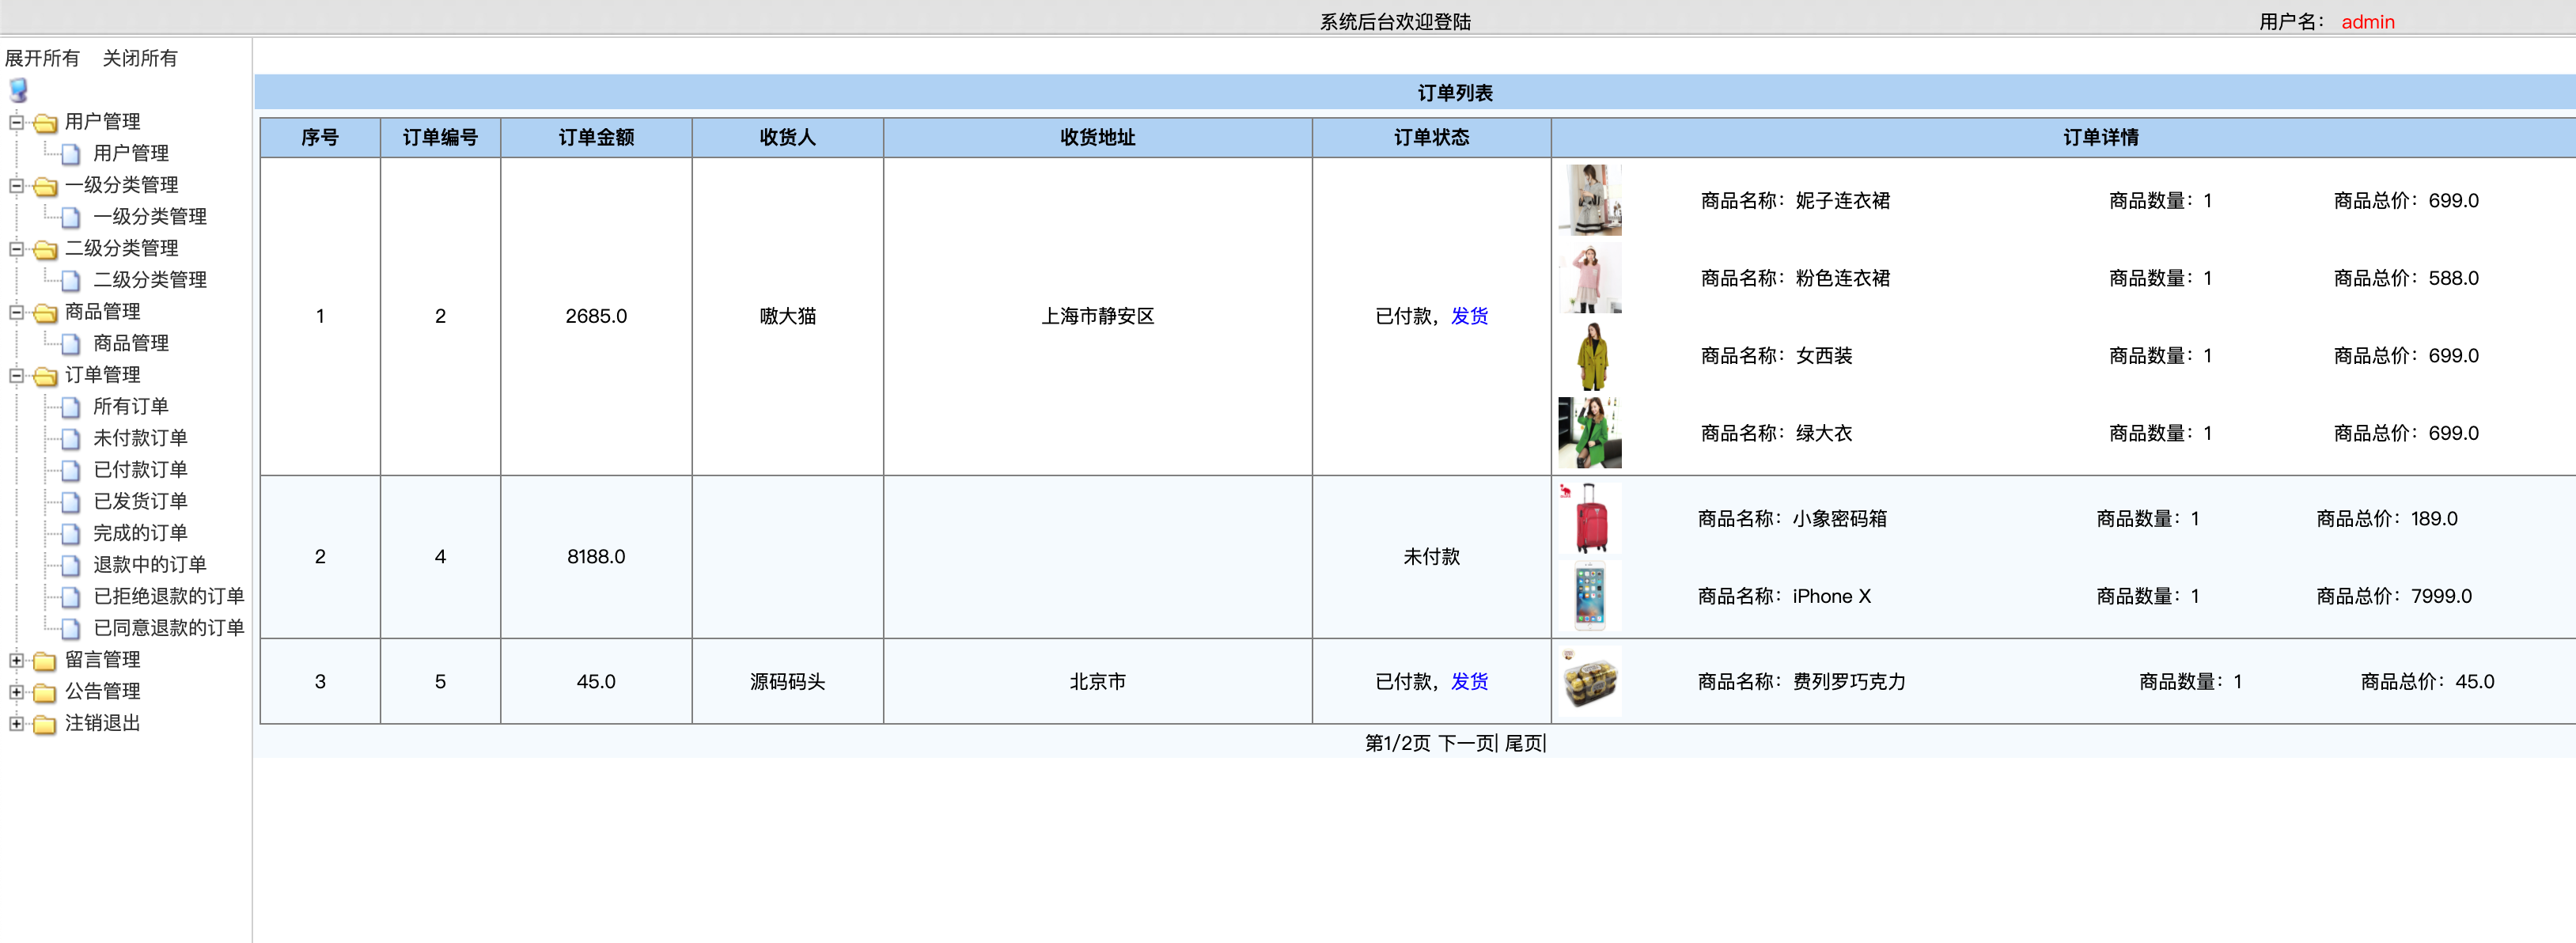 系统后台欢迎登陆 用户名： admin
展开所有 关闭所有
用户管理
用户管理
一级分类管理
一级分类管理
二级分类管理
二级分类管理
商品管理
商品管理
订单管理
所有订单
未付款订单
已付款订单
已发货订单
完成的订单
退款中的订单
已拒绝退款的订单
已同意退款的订单
留言管理
公告管理
注销退出
订单列表
序号 订单编号 订单金额 收货人 收货地址 订单状态 订单详情
1 2 2685.0 嗷大猫 上海市静安区 已付款，发货
商品名称：妮子连衣裙 商品数量：1 商品总价：699.0
商品名称：粉色连衣裙 商品数量：1 商品总价：588.0
商品名称：女西装 商品数量：1 商品总价：699.0
商品名称：绿大衣 商品数量：1 商品总价：699.0
2 4 8188.0 未付款
商品名称：小象密码箱 商品数量：1 商品总价：189.0
商品名称：iPhone X 商品数量：1 商品总价：7999.0
3 5 45.0 源码码头 北京市 已付款，发货 商品名称：费列罗巧克力 商品数量：1 商品总价：45.0
第1/2页 下一页| 尾页|